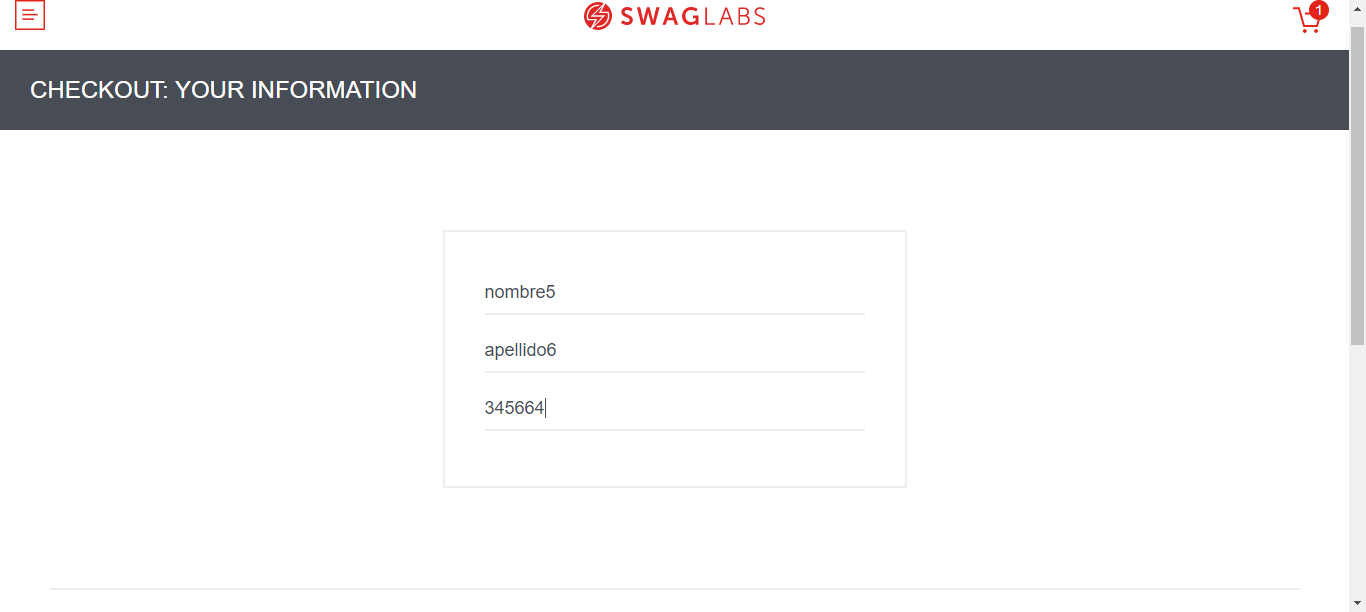 SWAGLABS
1
CHECKOUT: YOUR INFORMATION
nombre5
apellido6
345664